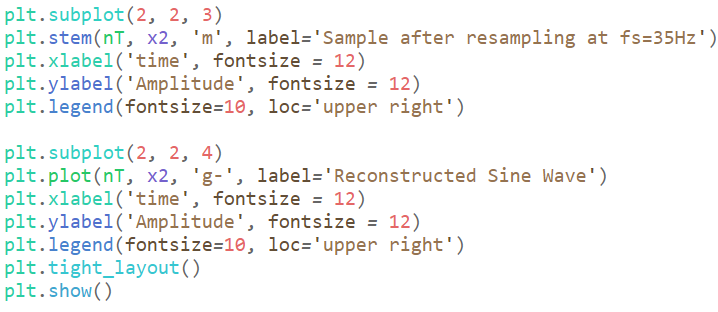 plt.subplot(2, 2, 3)
plt.stem(nT, x2, 'm', label='Sample after resampling at fs=35Hz')
plt.xlabel('time', fontsize = 12)
plt.ylabel('Amplitude', fontsize = 12)
plt.legend(fontsize=10, loc='upper right')
plt.subplot(2, 2, 4)
plt.plot(nT, x2, 'g-', label='Reconstructed Sine Wave')
plt.xlabel('time', fontsize = 12)
plt.ylabel('Amplitude', fontsize = 12)
plt.legend(fontsize=10, loc='upper right')
plt.tight_layout()
plt.show()